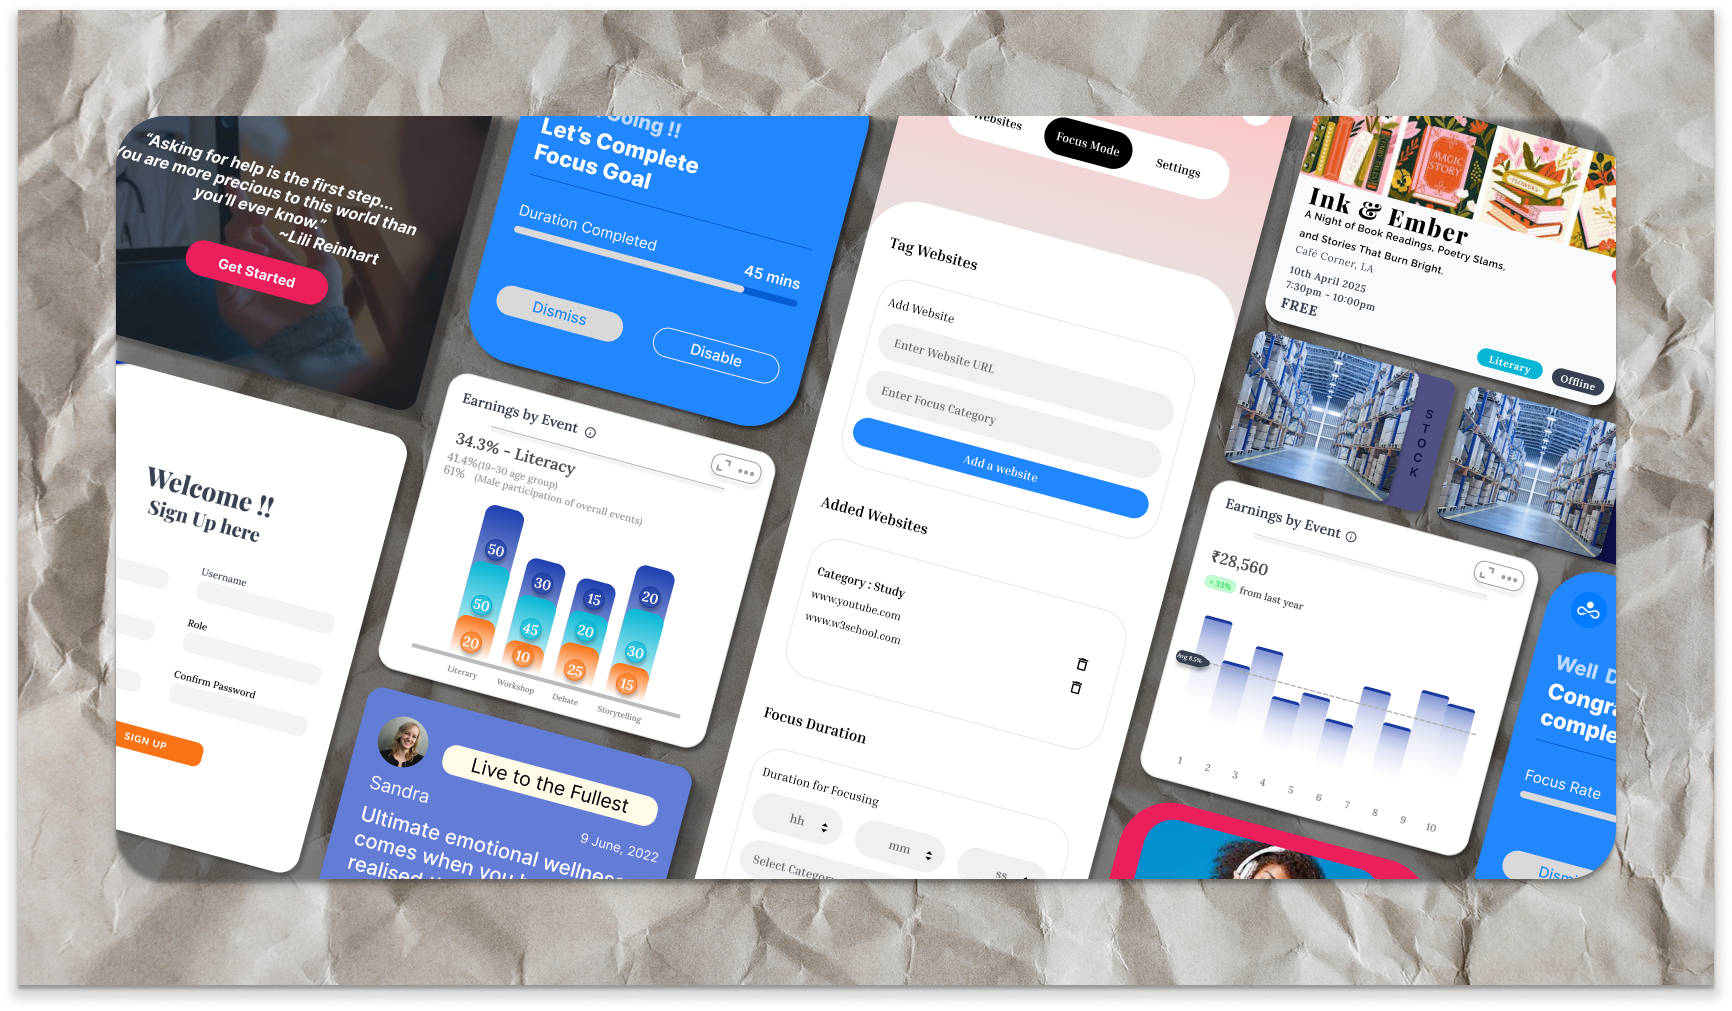 "Asking for help is the first step...
You are more precious to this world than
you'll ever know."
~Lili Reinhart
Get Started
Welcome !!
Sign Up here
Username
Role
Confirm Password
SIGN UP
Going !!
Let's Complete
Focus Goal
Duration Completed
45 mins
Dismiss
Disable
Earnings by Event
34.3% - Literacy
41.4%(19-30 age group)
61% (Male participation of overall events)
50
30
15
20
50
45
20
30
20
10
25
15
Literary
Workshop
Debate
Storytelling
Sandra
Live to the Fullest
9 June, 2022
Ultimate emotional wellness
comes when you
realised
Websites
Focus Mode
Settings
Tag Websites
Add Website
Enter Website URL
Enter Focus Category
Add a website
Added Websites
Category : Study
www.youtube.com
www.w3school.com
Focus Duration
Duration for Focusing
hh
mm
ss
Select Category
MAGIC
STORY
FLOWERS
Ink & Ember
A Night of Book Readings, Poetry Slams,
and Stories That Burn Bright.
Café Corner, LA
10th April 2025
7:30pm - 10:00pm
FREE
Literary
Offline
STOCK
Earnings by Event
₹28,560
+ 33% from last year
Avg 8.5%
1 2 3 4 5 6 7 8 9 10
Well D
Congra
comple
Focus Rate
Dismi